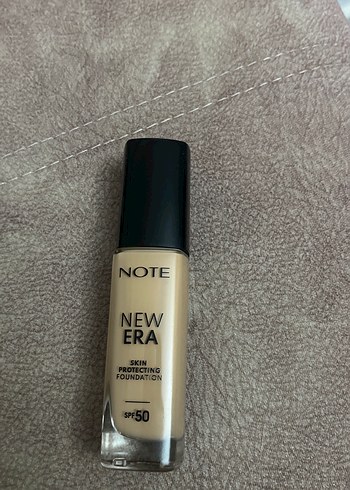 NOTE
NEW
ERA
SKIN
PROTECTING
FOUNDATION
SPF50